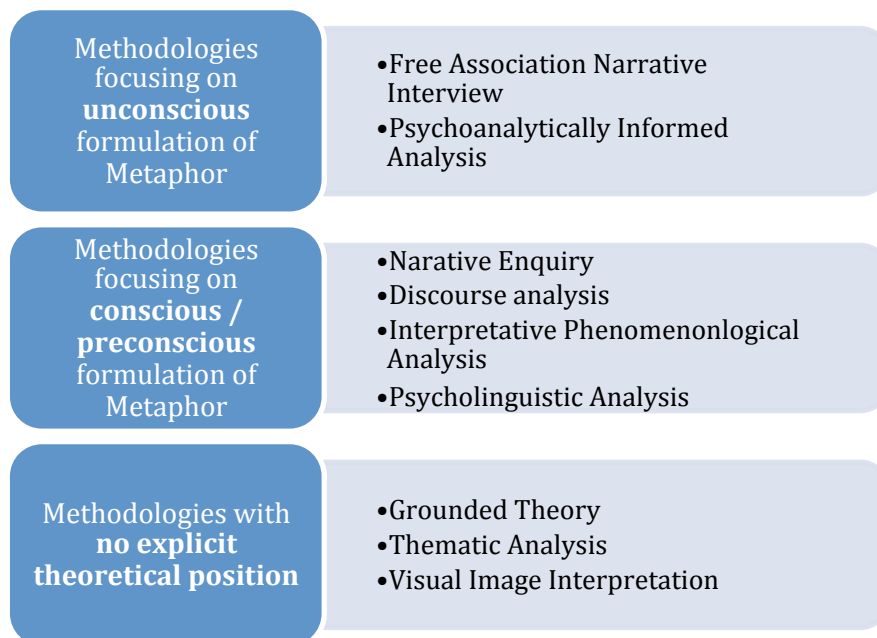 Methodologies
focusing on
unconscious
formulation of
Metaphor
•Free Association Narrative
Interview
•Psychoanalytically Informed
Analysis
Methodologies
focusing on
conscious /
preconscious
formulation of
Metaphor
•Narative Enquiry
•Discourse analysis
•Interpretative Phenomenonlogical
Analysis
•Psycholinguistic Analysis
Methodologies with
no explicit
theoretical position
•Grounded Theory
•Thematic Analysis
•Visual Image Interpretation